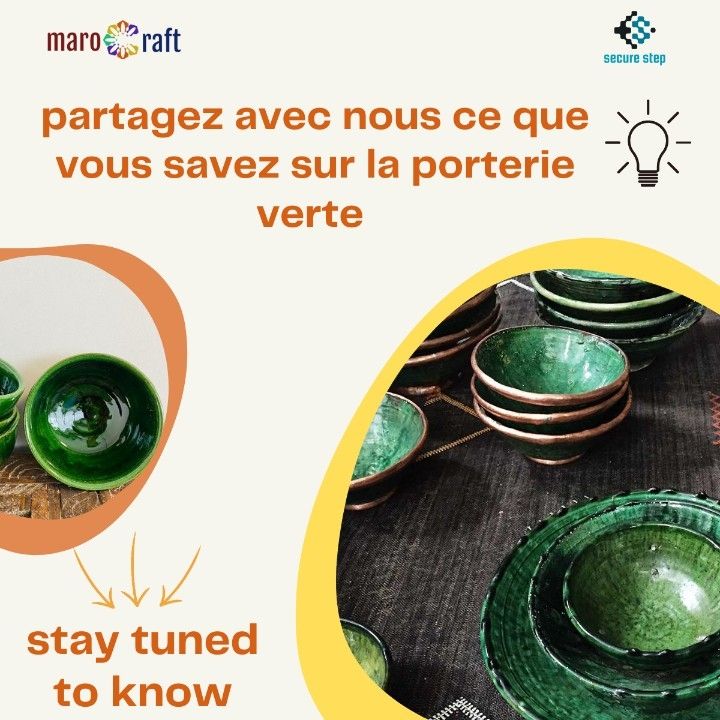 maro raft
secure step
partagez avec nous ce que
vous savez sur la porterie
verte
stay tuned
to know